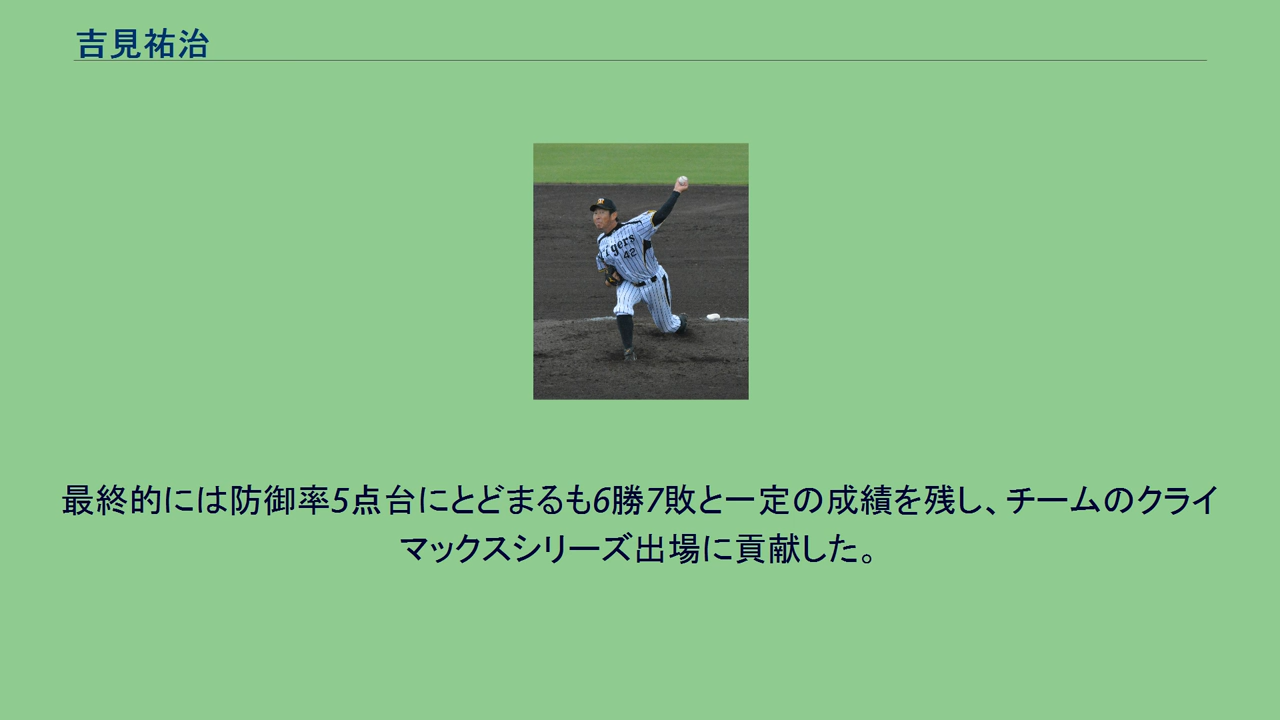 吉見祐治
Tigers
42
最終的には防御率5点台にとどまるも6勝7敗と一定の成績を残し、チームのクライ
マックスシリーズ出場に貢献した。